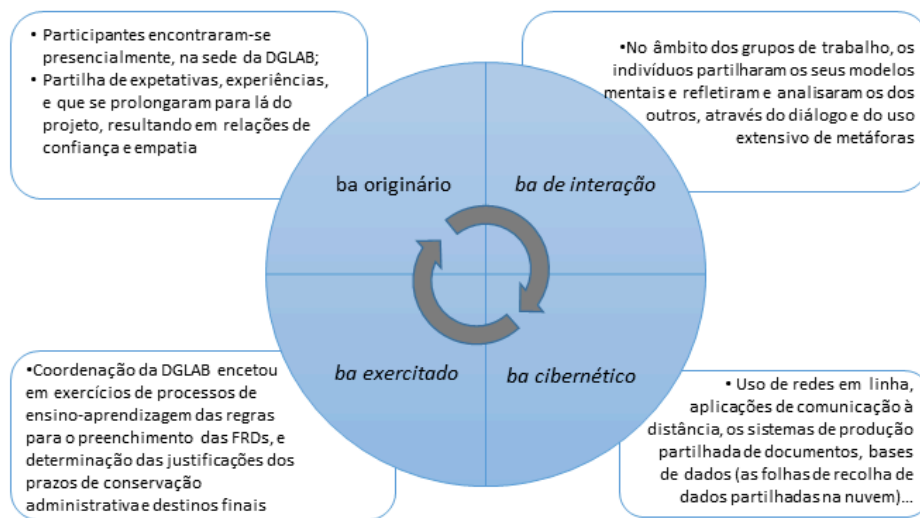 • Participantes encontraram-se
presencialmente, na sede da DGLAB;
• Partilha de expetativas, experiências,
e que se prolongaram para lá do
projeto, resultando em relações de
confiança e empatia
•No âmbito dos grupos de trabalho, os
indivíduos partilharam os seus modelos
mentais e refletiram e analisaram os dos
outros, através do diálogo e do uso
extensivo de metáforas
ba originário
ba de interação
ba exercitado
ba cibernético
•Coordenação da DGLAB encetou
em exercícios de processos de
ensino-aprendizagem das regras
para o preenchimento das FRDs, e
determinação das justificações dos
prazos de conservação
administrativa e destinos finais
• Uso de redes em linha,
aplicações de comunicação à
distância, os sistemas de produção
partilhada de documentos, bases
de dados (as folhas de recolha de
dados partilhadas na nuvem)...